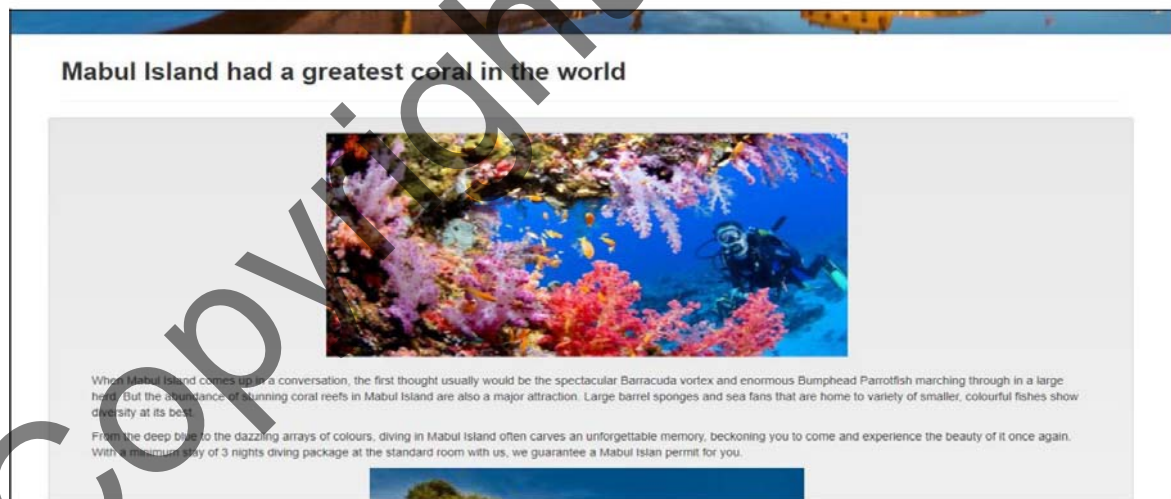 Mabul Island had a greatest coral in the world
When Mabul Island comes up in a conversation, the first thought usually would be the spectacular Barracuda vortex and enormous Bumphead Parrotfish marching through in a large
herd. But the abundance of stunning coral reefs in Mabul Island are also a major attraction. Large barrel sponges and sea fans that are home to variety of smaller, colourful fishes show
diversity at its best.
From the deep blue to the dazzling arrays of colours, diving in Mabul Island often carves an unforgettable memory, beckoning you to come and experience the beauty of it once again.
With a minimum stay of 3 nights diving package at the standard room with us, we guarantee a Mabul Islan permit for you.
Copyright